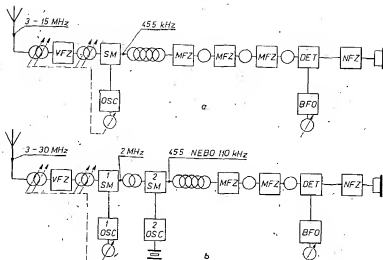 3-15 MHz
455 kHz
VFZ SM MFZ MFZ MFZ DET NFZ
OSC BFO
a
3-30 MHz 2 MHz 455 NEBO 110 kHz
VFZ 1 SM 2 SM MFZ MFZ DET NFZ
1 OSC 2 OSC BFO
b